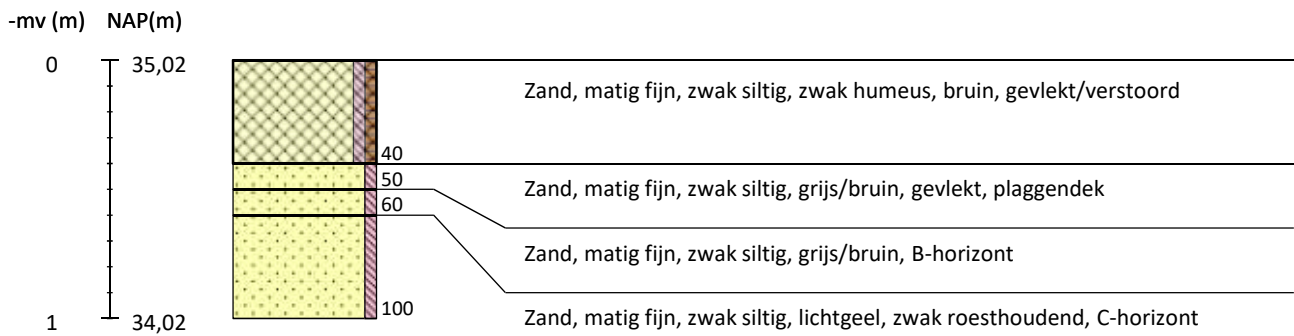 -mv (m) NAP(m)
0 35,02
Zand, matig fijn, zwak siltig, zwak humeus, bruin, gevlekt/verstoord
40
50
Zand, matig fijn, zwak siltig, grijs/bruin, gevlekt, plaggendek
60
Zand, matig fijn, zwak siltig, grijs/bruin, B-horizont
100
1 34,02
Zand, matig fijn, zwak siltig, lichtgeel, zwak roesthoudend, C-horizont